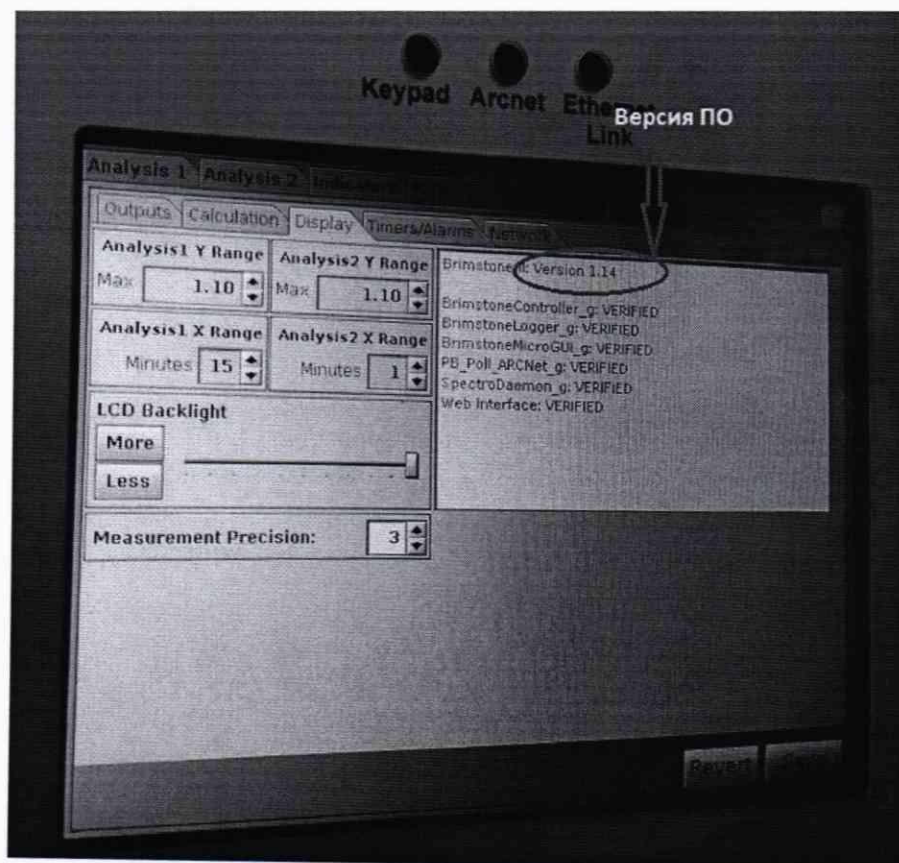 Keypad Arcnet Ethernet
Link
Версия ПО
Analysis 1 Analysis 2
Outputs Calculation Display Timers/Alarms Network
Analysis1 Y Range
Max 1.10
Analysis2 Y Range
Max 1.10
Analysis1 X Range
Minutes 15
Analysis2 X Range
Minutes 1
LCD Backlight
More
Less
Measurement Precision: 3
Version 1.14
BrimstoneController_g: VERIFIED
BrimstoneLogger_g: VERIFIED
BrimstoneMicroGUI_g: VERIFIED
PB_Poll_ARCNet_g: VERIFIED
SpectroDaemon_g: VERIFIED
Web Interface: VERIFIED
Revert